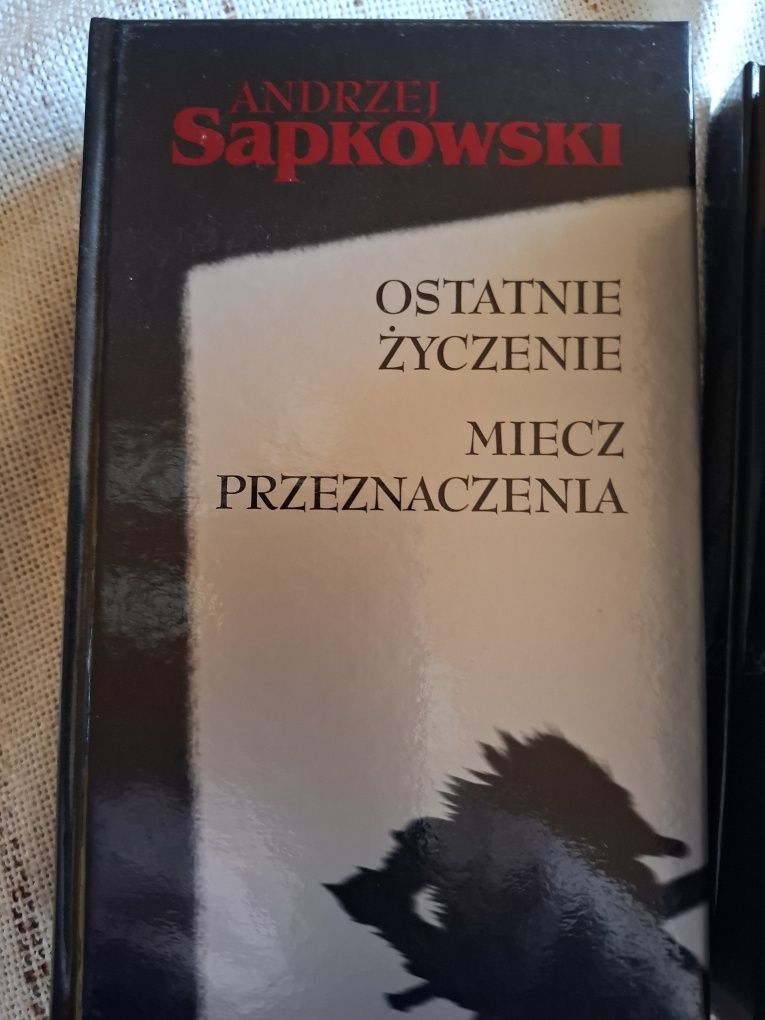 ANDRZEJ
SAPKOWSKI
OSTATNIE
ŻYCZENIE
MIECZ
PRZEZNACZENIA